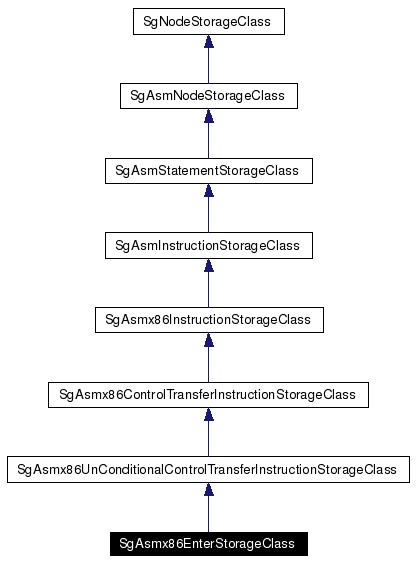 SgNodeStorageClass
SgAsmNodeStorageClass
SgAsmStatementStorageClass
SgAsmInstructionStorageClass
SgAsmx86InstructionStorageClass
SgAsmx86ControlTransferInstructionStorageClass
SgAsmx86UnConditionalControlTransferInstructionStorageClass
SgAsmx86EnterStorageClass